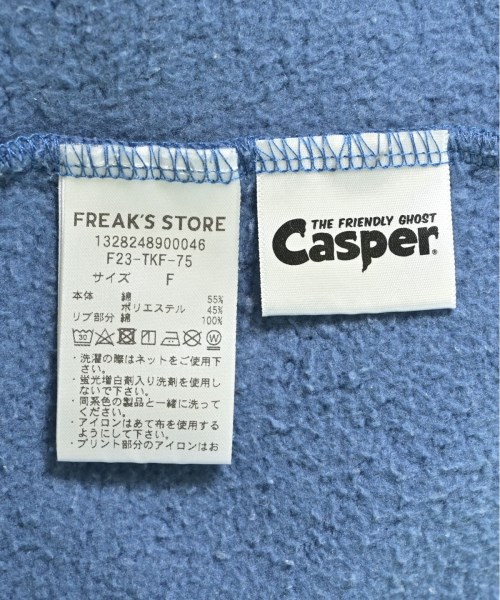 FREAK'S STORE
1328248900046
F23-TKF-75
サイズ F
本体 綿 55%
ポリエステル 45%
リブ部分 綿 100%
30 W
・洗濯の際はネットをご使用下
さい。
・蛍光増白剤入り洗剤を使用し
ないで下さい。
・同系色の製品と一緒に洗って
ください。
・アイロンはあて布を使用する
ようにして下さい。
・プリント部分のアイロンはお
THE FRIENDLY GHOST
Casper®